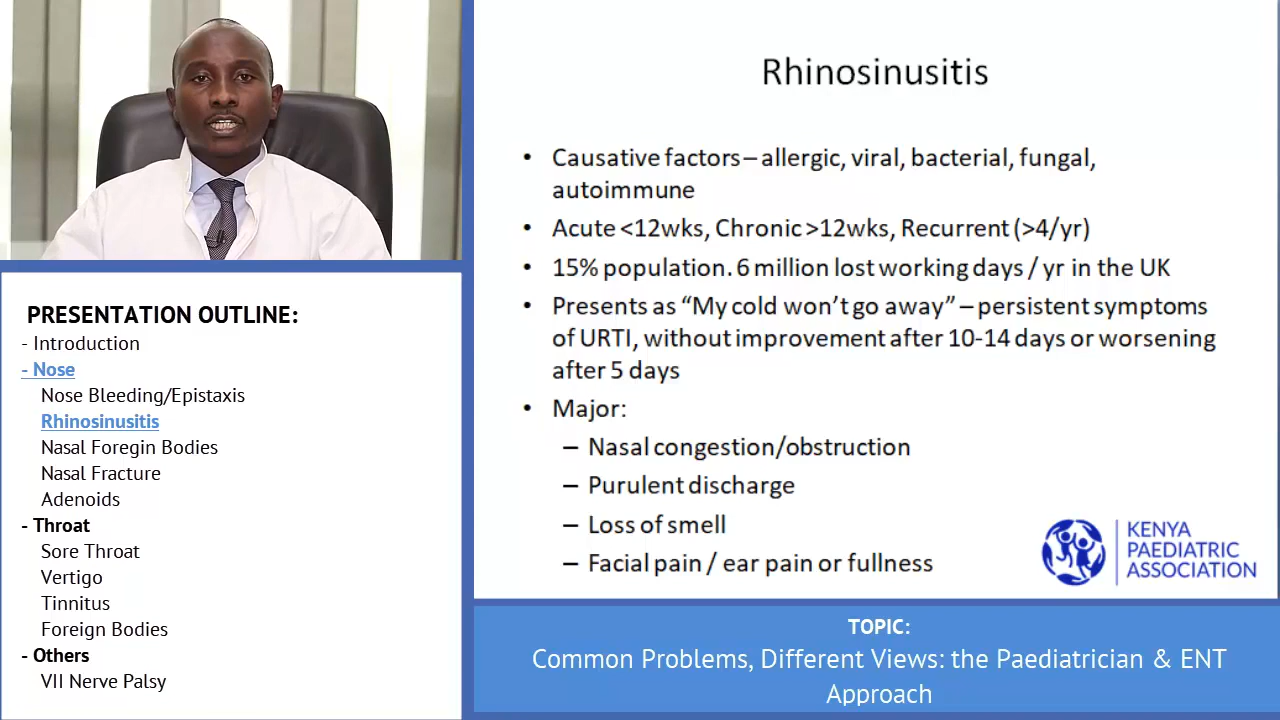 PRESENTATION OUTLINE:
- Introduction
- Nose
Nose Bleeding/Epistaxis
Rhinosinusitis
Nasal Foregin Bodies
Nasal Fracture
Adenoids
- Throat
Sore Throat
Vertigo
Tinnitus
Foreign Bodies
- Others
VII Nerve Palsy
Rhinosinusitis
• Causative factors – allergic, viral, bacterial, fungal,
autoimmune
• Acute <12wks, Chronic >12wks, Recurrent (>4/yr)
• 15% population. 6 million lost working days / yr in the UK
• Presents as “My cold won’t go away” – persistent symptoms
of URTI, without improvement after 10-14 days or worsening
after 5 days
• Major:
– Nasal congestion/obstruction
– Purulent discharge
– Loss of smell
– Facial pain / ear pain or fullness
KENYA
PAEDIATRIC
ASSOCIATION
TOPIC:
Common Problems, Different Views: the Paediatrician & ENT
Approach